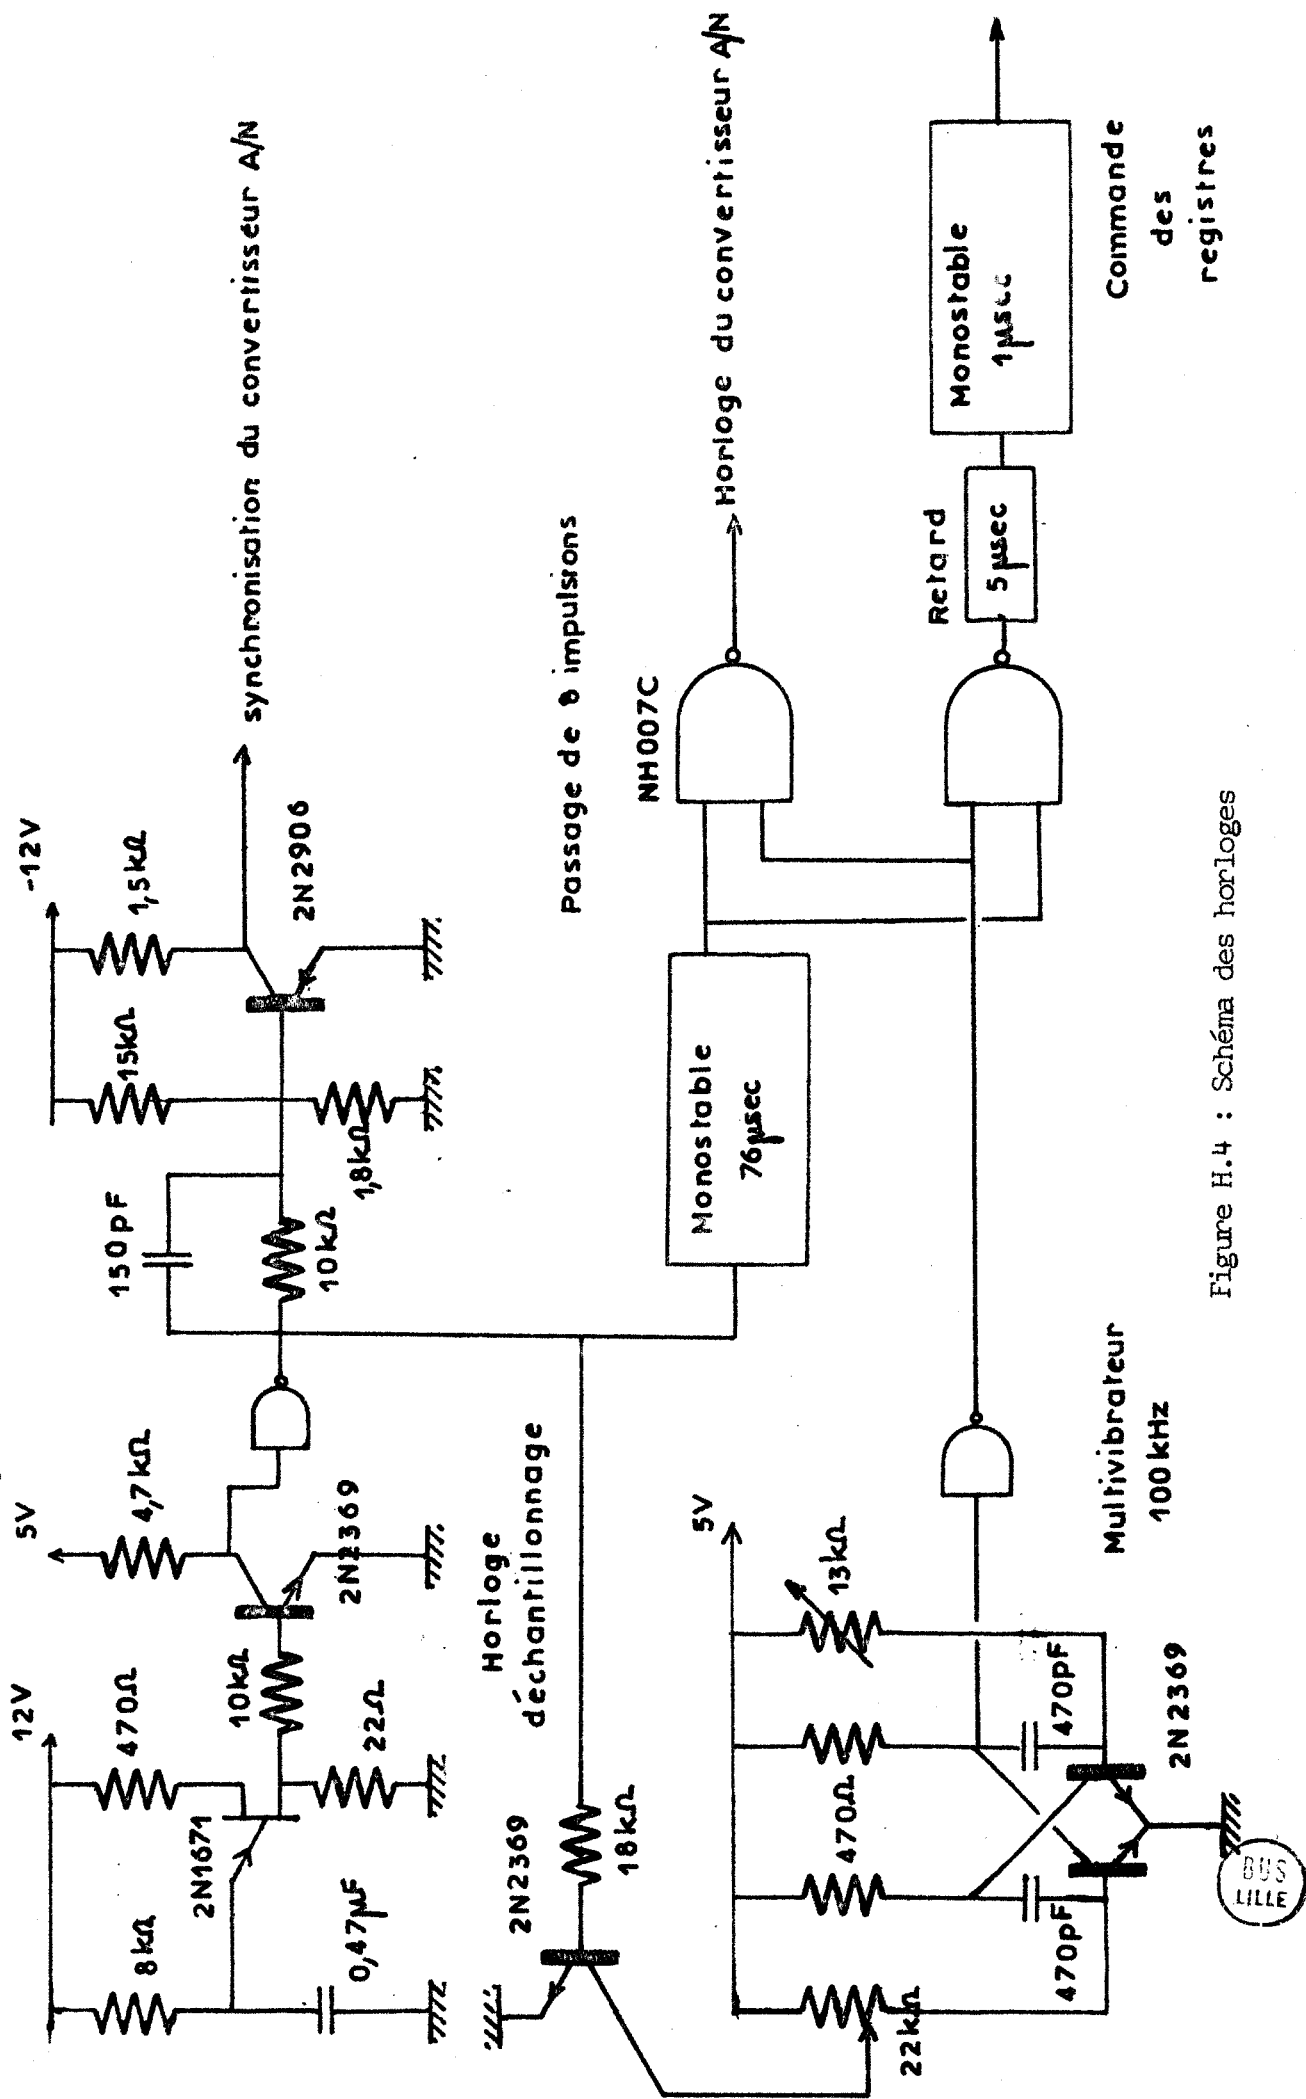 12V
8kΩ
470Ω
2N1671
0,47µF
22Ω
10kΩ
5V
4,7kΩ
2N2369
150pF
10kΩ
-12V
15kΩ
1,8kΩ
1,5kΩ
2N2906
synchronisation du convertisseur A/N
Horloge
déchantillonnage
2N2369
18kΩ
Monostable
76µsec
Passage de 8 impulsions
NH007C
Horloge du convertisseur A/N
5V
22kΩ
470Ω
13kΩ
470pF
470pF
2N2369
Multivibrateur
100kHz
Retard
5µsec
Monostable
1µsec
Commande
des
registres
Figure H.4 : Schéma des horloges
BUS
LILLE